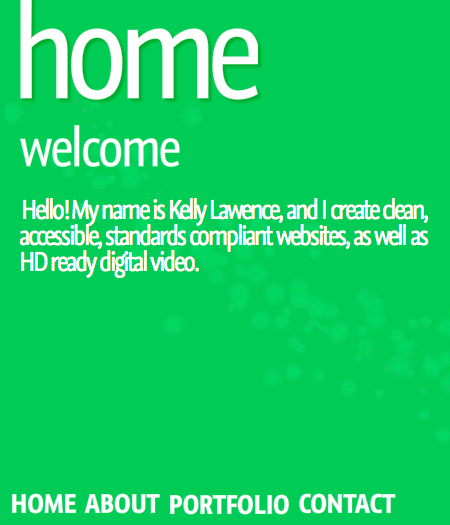 home
welcome
Hello! My name is Kelly Lawence, and I create clean,
accessible, standards compliant websites, as well as
HD ready digital video.
HOME ABOUT PORTFOLIO CONTACT